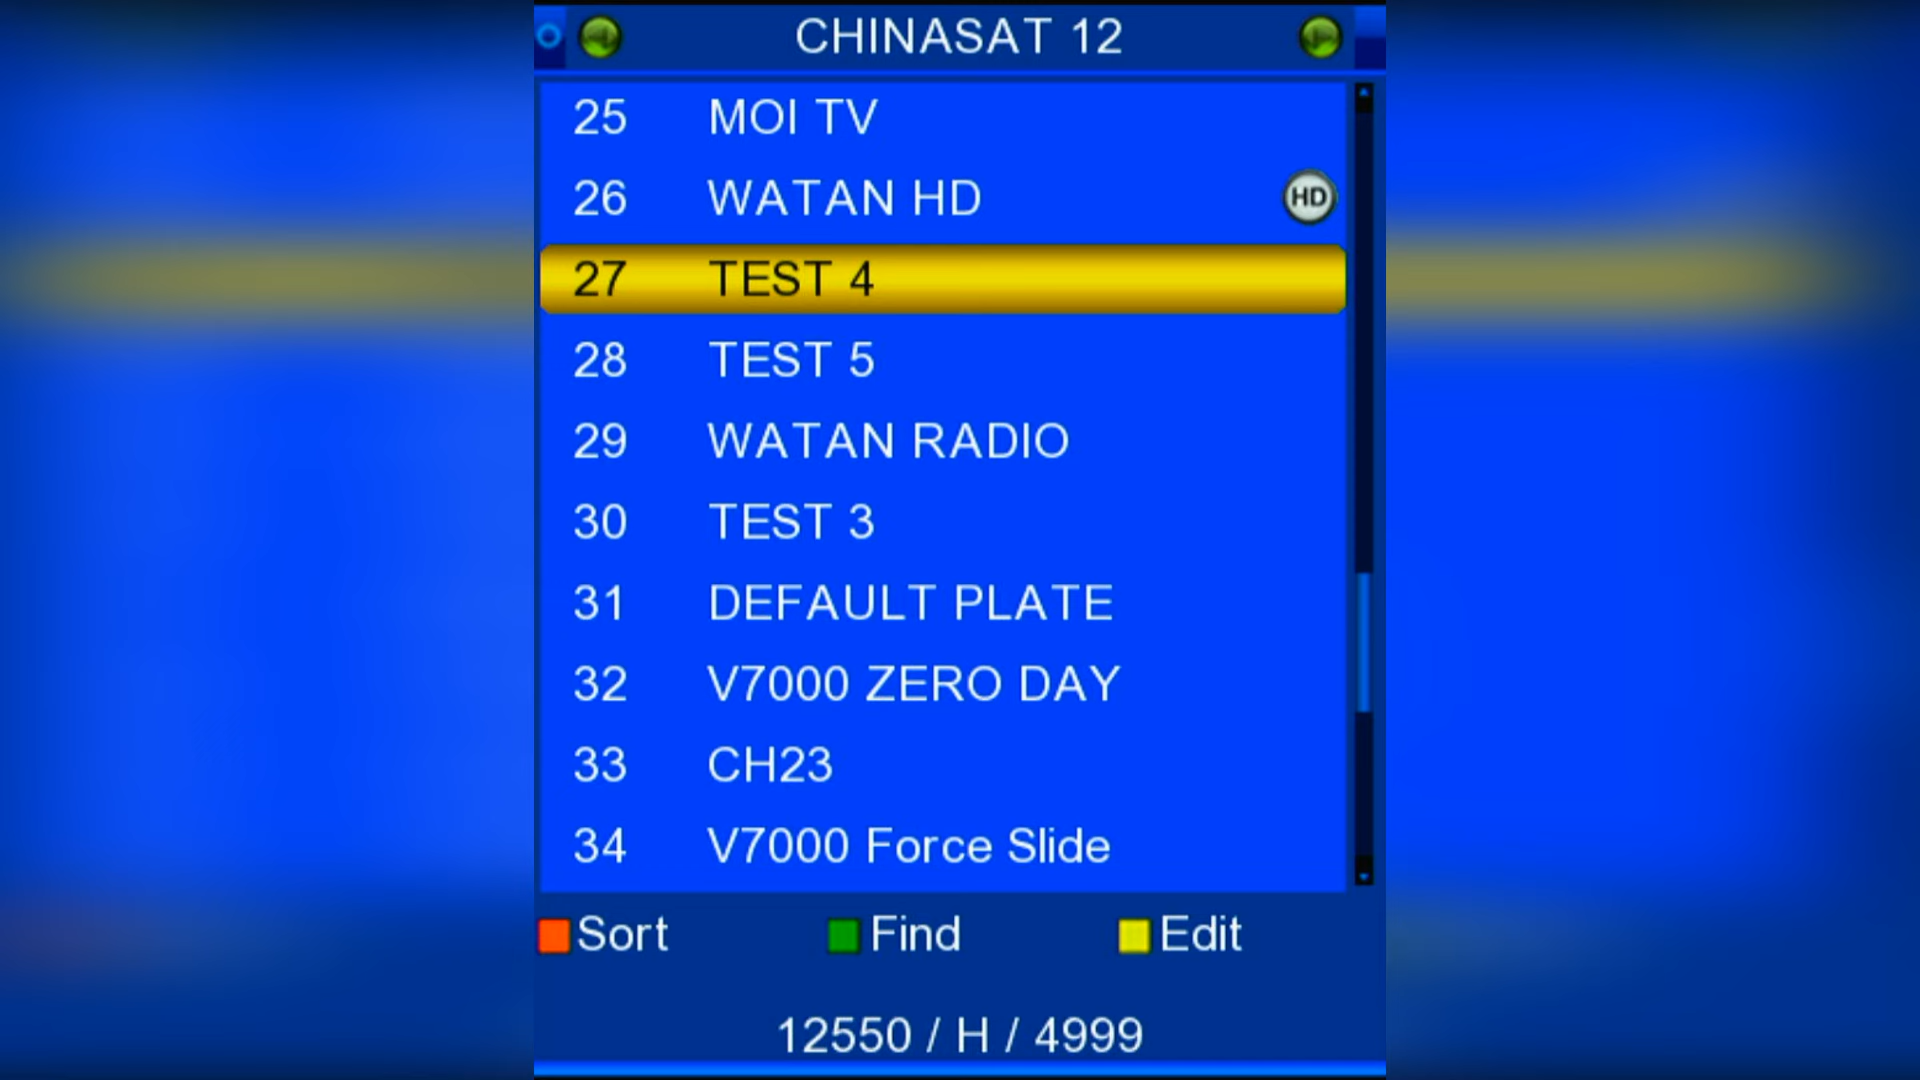 CHINASAT 12
25 MOI TV
26 WATAN HD HD
27 TEST 4
28 TEST 5
29 WATAN RADIO
30 TEST 3
31 DEFAULT PLATE
32 V7000 ZERO DAY
33 CH23
34 V7000 Force Slide
Sort Find Edit
12550 / H / 4999